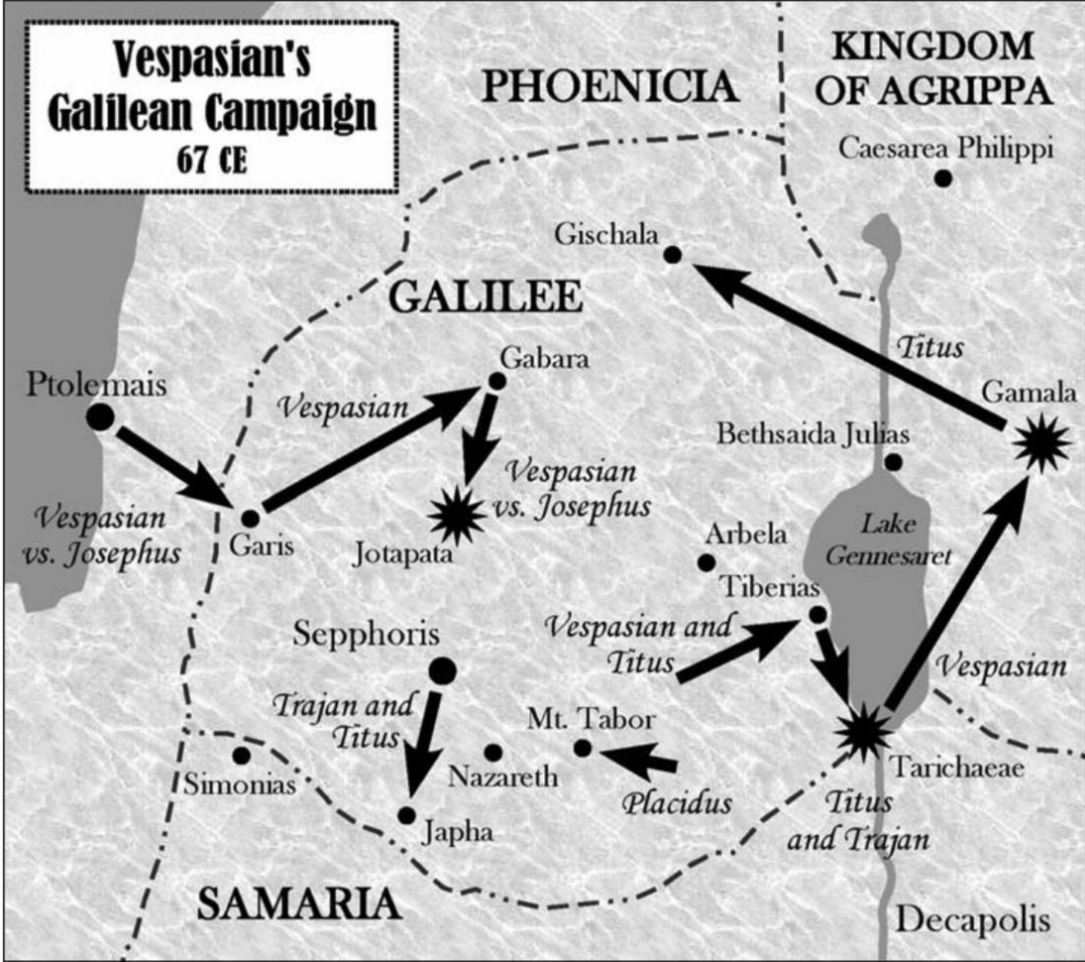 Vespasian's
Galilean Campaign
67 CE
PHOENICIA
KINGDOM
OF AGRIPPA
Caesarea Philippi
Gischala
GALILEE
Titus
Gabara
Ptolemais
Vespasian
Gamala
Bethsaida Julias
Vespasian
vs. Josephus
Vespasian
vs. Josephus
Garis
Jotapata
Lake
Gennesaret
Arbela
Tiberias
Sepphoris
Vespasian and
Titus
Vespasian
Trajan and
Titus
Mt. Tabor
Simonias
Nazareth
Tarichaeae
Placidus
Titus
and Trajan
Japha
SAMARIA
Decapolis